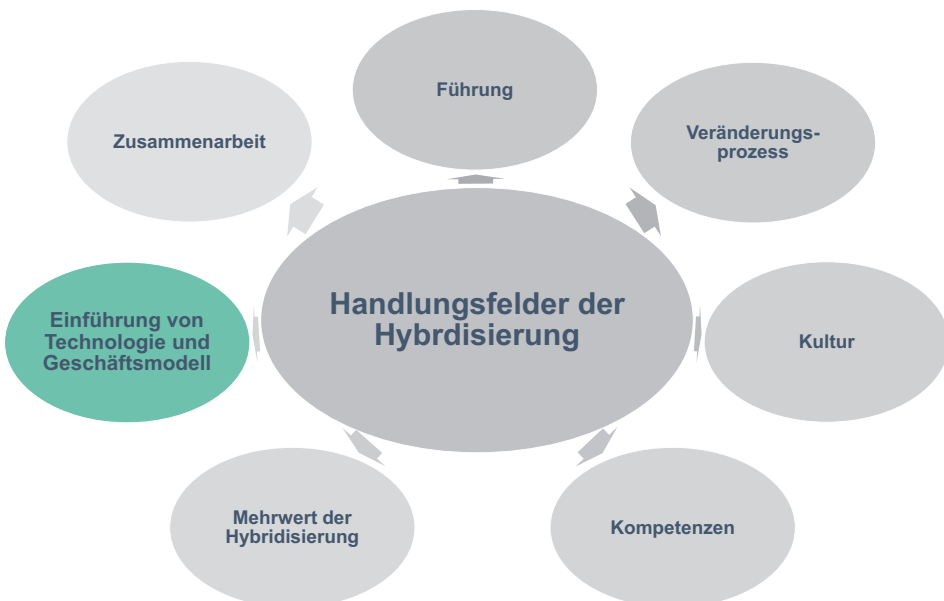 Führung
Veränderungs-
prozess
Zusammenarbeit
Handlungsfelder der
Hybrdisierung
Einführung von
Technologie und
Geschäftsmodell
Kultur
Mehrwert der
Hybridisierung
Kompetenzen